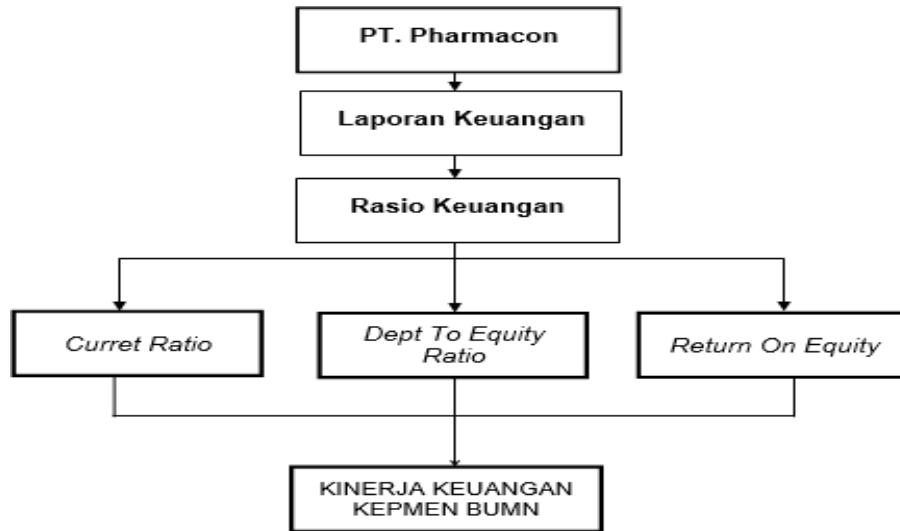 PT. Pharmacon
Laporan Keuangan
Rasio Keuangan
Curret Ratio
Dept To Equity
Ratio
Return On Equity
KINERJA KEUANGAN
KEPMEN BUMN